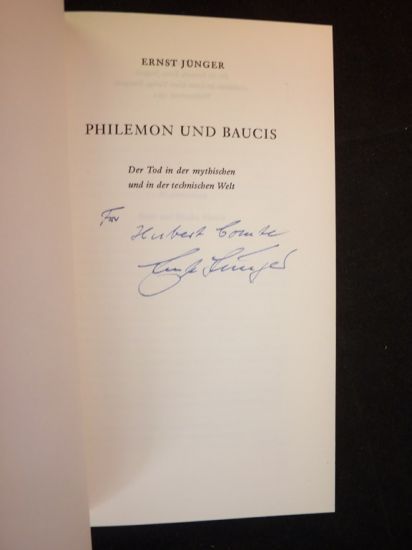 ERNST JÜNGER
PHILEMON UND BAUCIS
Der Tod in der mythischen
und in der technischen Welt
Für
Hubert Comte
Ernst Jünger